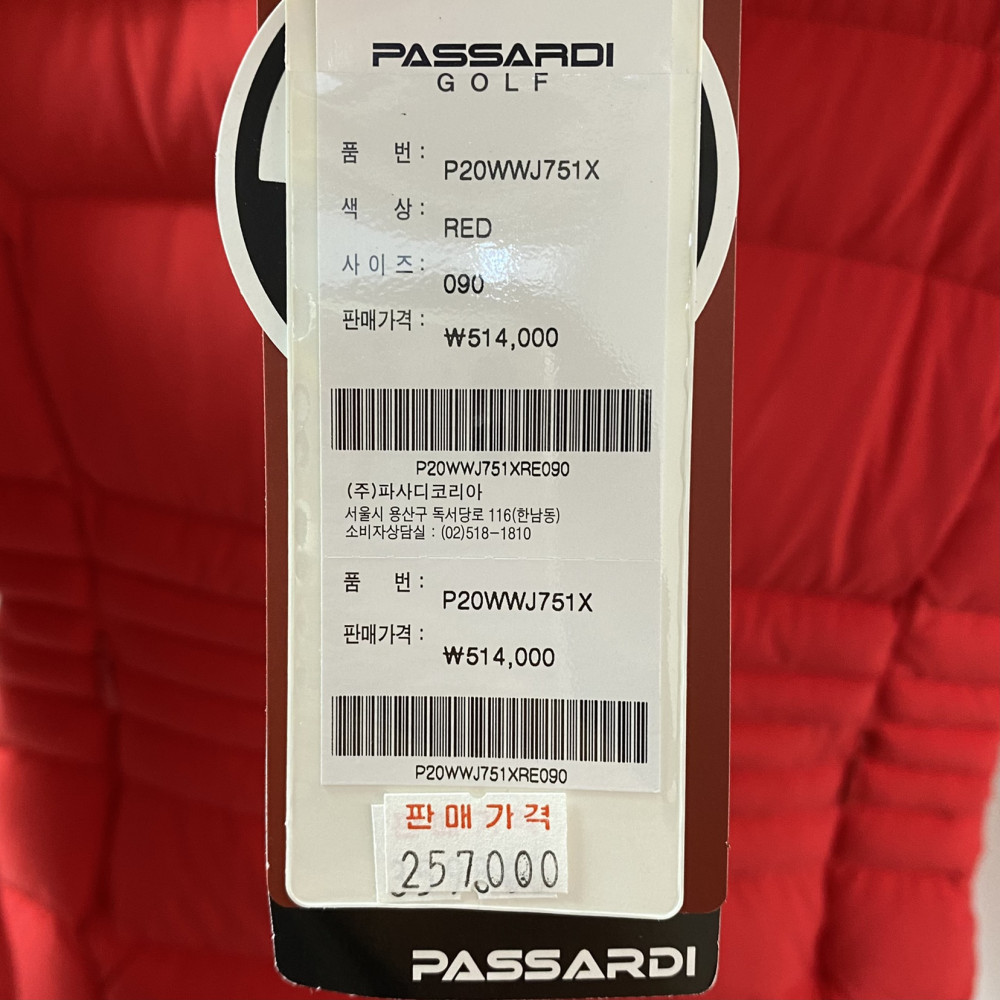 PASSARDI
GOLF
품 번 : P20WWJ751X
색 상 : RED
사 이 즈 : 090
판매가격 : ₩514,000
P20WWJ751XRE090
(주)파사디코리아
서울시 용산구 독서당로 116(한남동)
소비자상담실 : (02)518-1810
품 번 : P20WWJ751X
판매가격 : ₩514,000
P20WWJ751XRE090
판매가격
257,000
PASSARDI